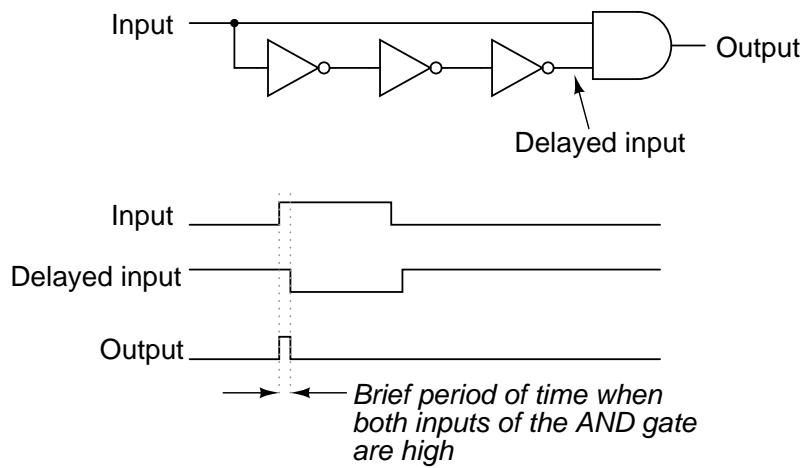 Input
Output
Delayed input
Input
Delayed input
Output
Brief period of time when
both inputs of the AND gate
are high